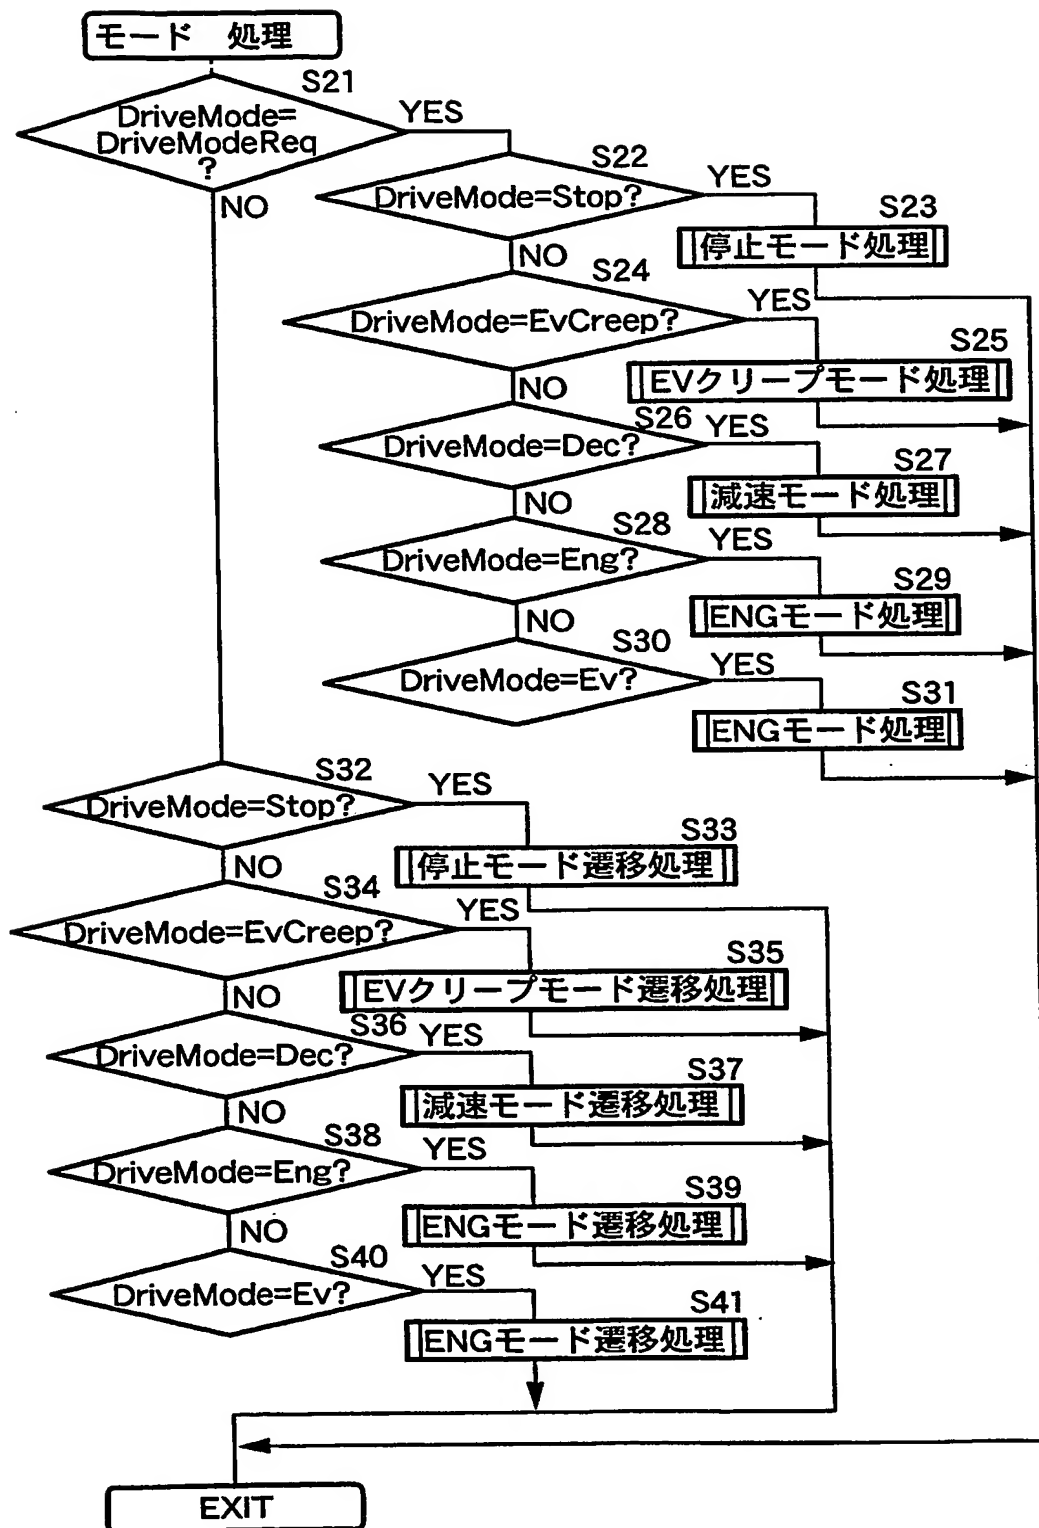 モード 処理
S21
DriveMode=
DriveModeReq
?
YES
NO
S22
DriveMode=Stop?
YES
S23
停止モード処理
NO
S24
DriveMode=EvCreep?
YES
S25
EVクリープモード処理
NO
S26
DriveMode=Dec?
YES
S27
減速モード処理
NO
S28
DriveMode=Eng?
YES
S29
ENGモード処理
NO
S30
DriveMode=Ev?
YES
S31
ENGモード処理
S32
DriveMode=Stop?
YES
S33
停止モード遷移処理
NO
S34
DriveMode=EvCreep?
YES
S35
EVクリープモード遷移処理
NO
S36
DriveMode=Dec?
YES
S37
減速モード遷移処理
NO
S38
DriveMode=Eng?
YES
S39
ENGモード遷移処理
NO
S40
DriveMode=Ev?
YES
S41
ENGモード遷移処理
EXIT